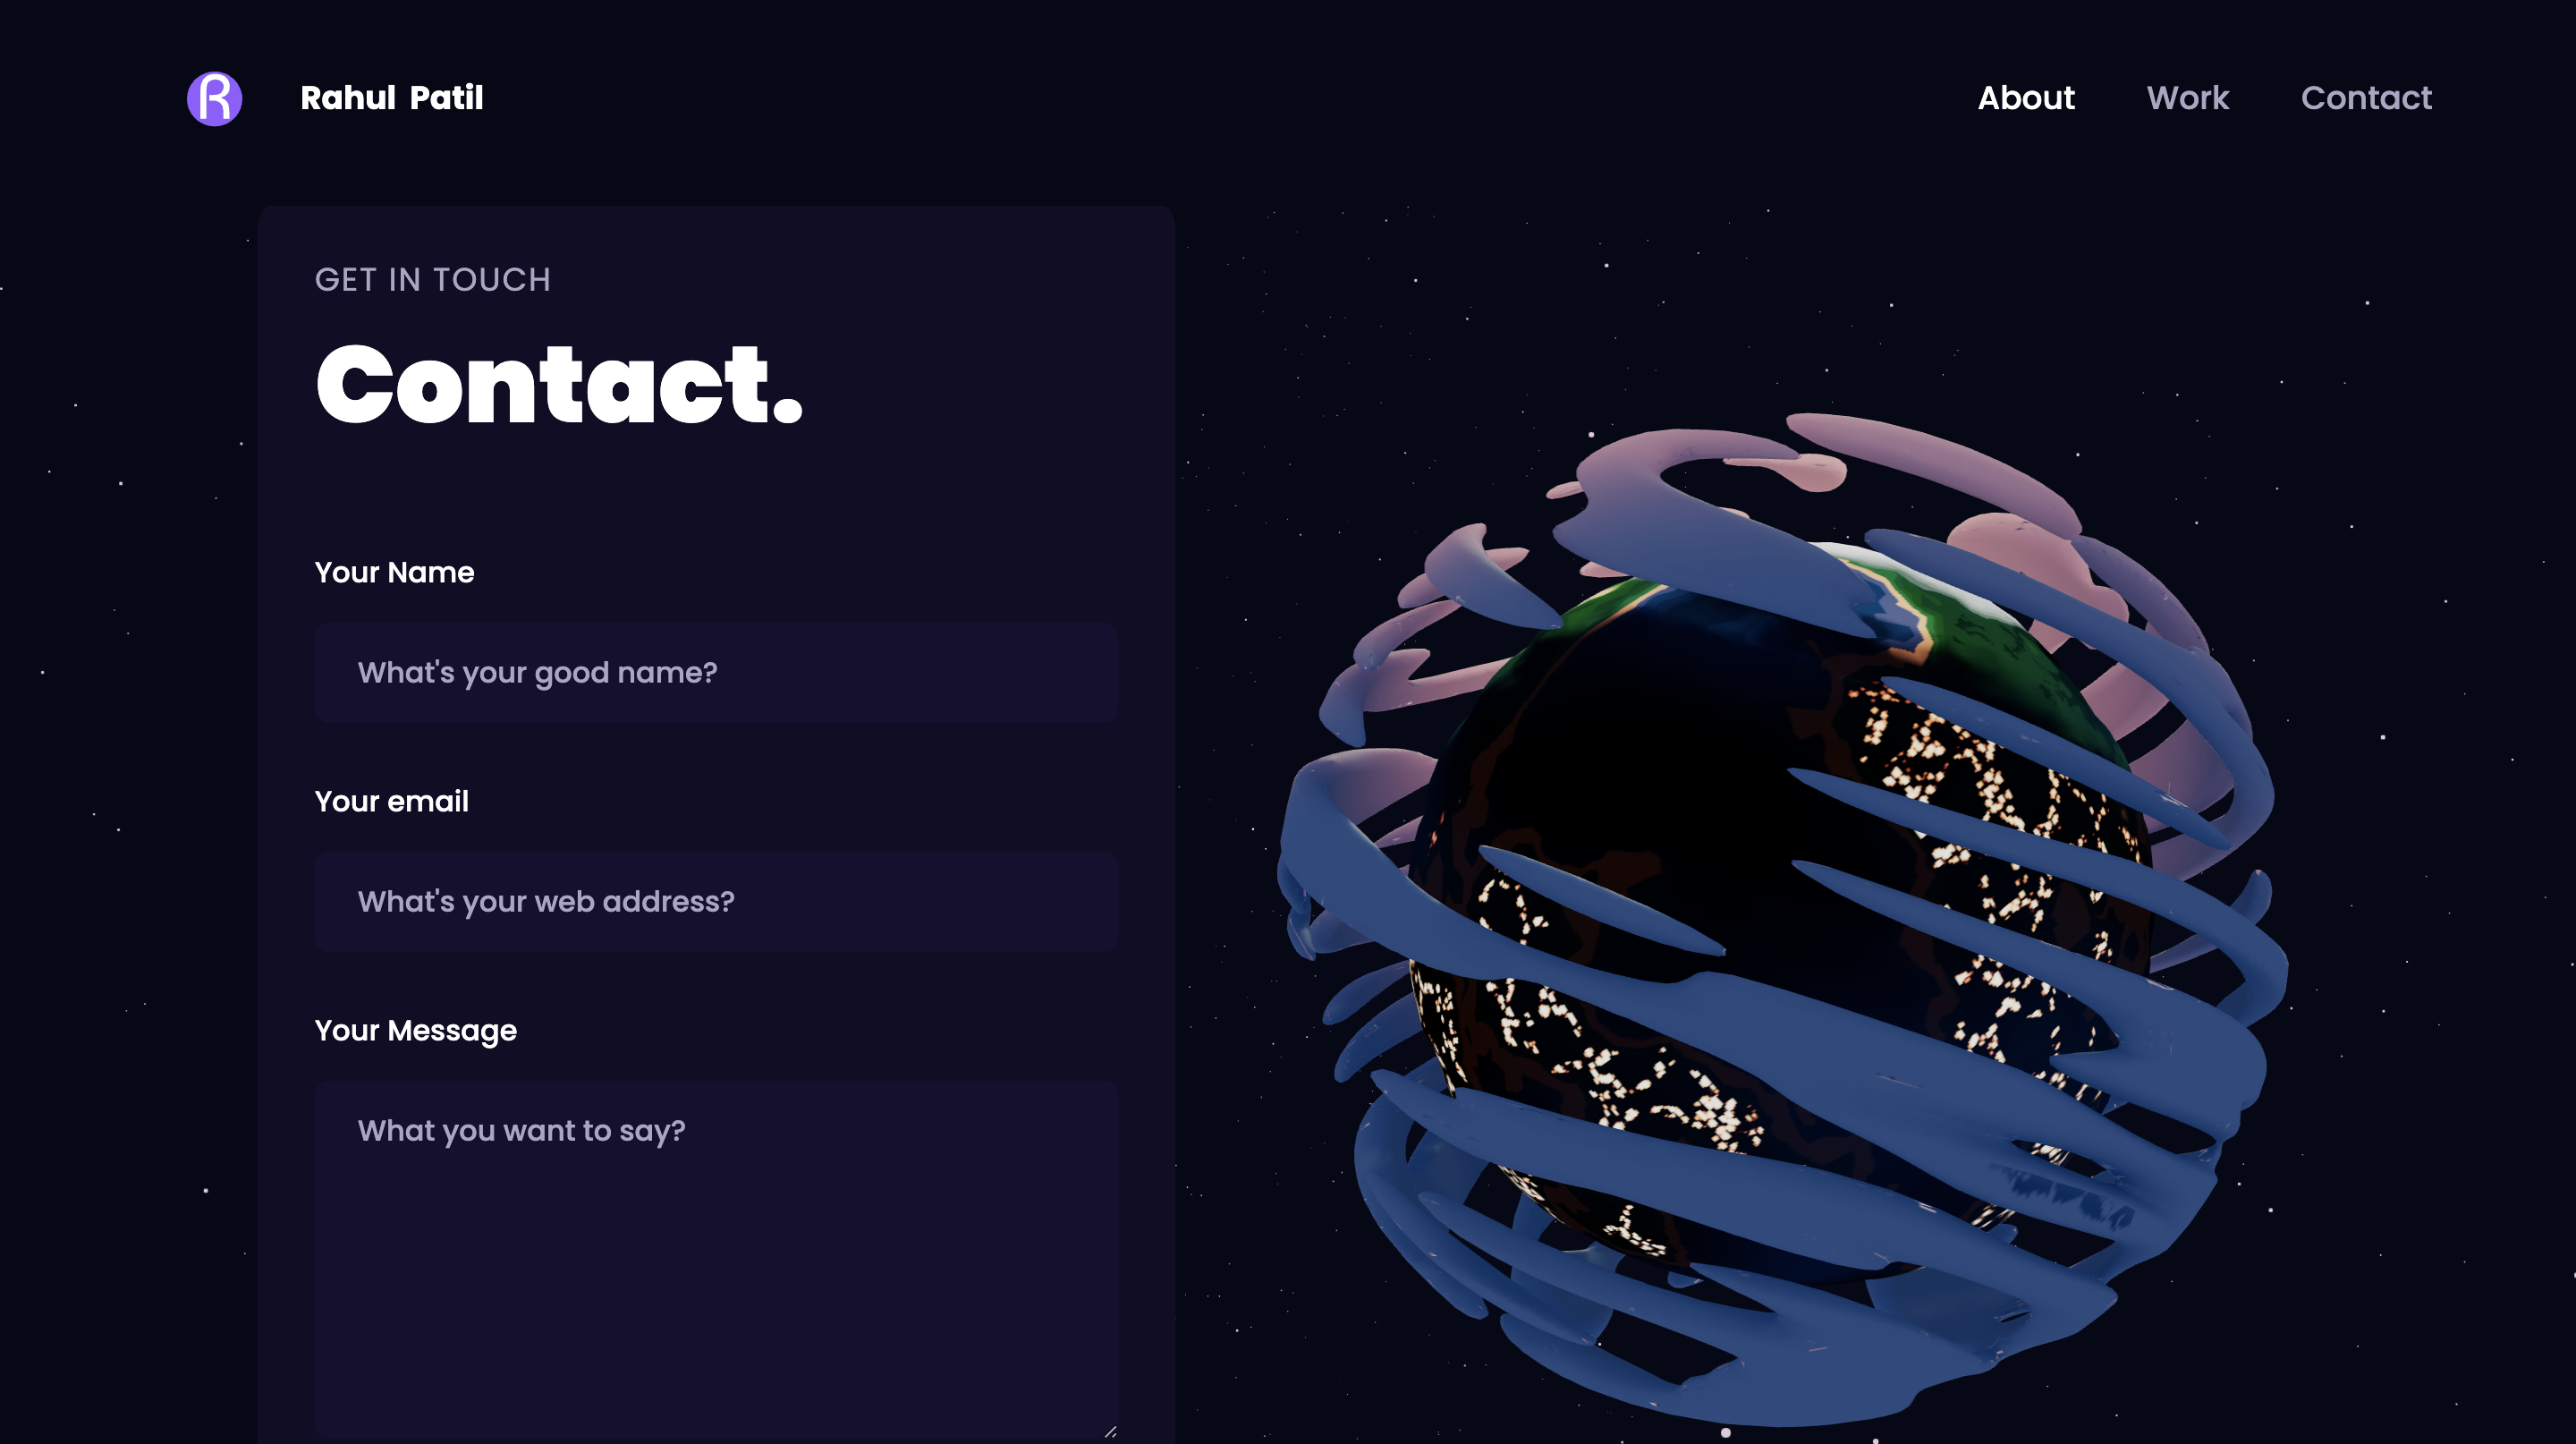 R
Rahul Patil
About
Work
Contact
GET IN TOUCH
Contact.
Your Name
What's your good name?
Your email
What's your web address?
Your Message
What you want to say?